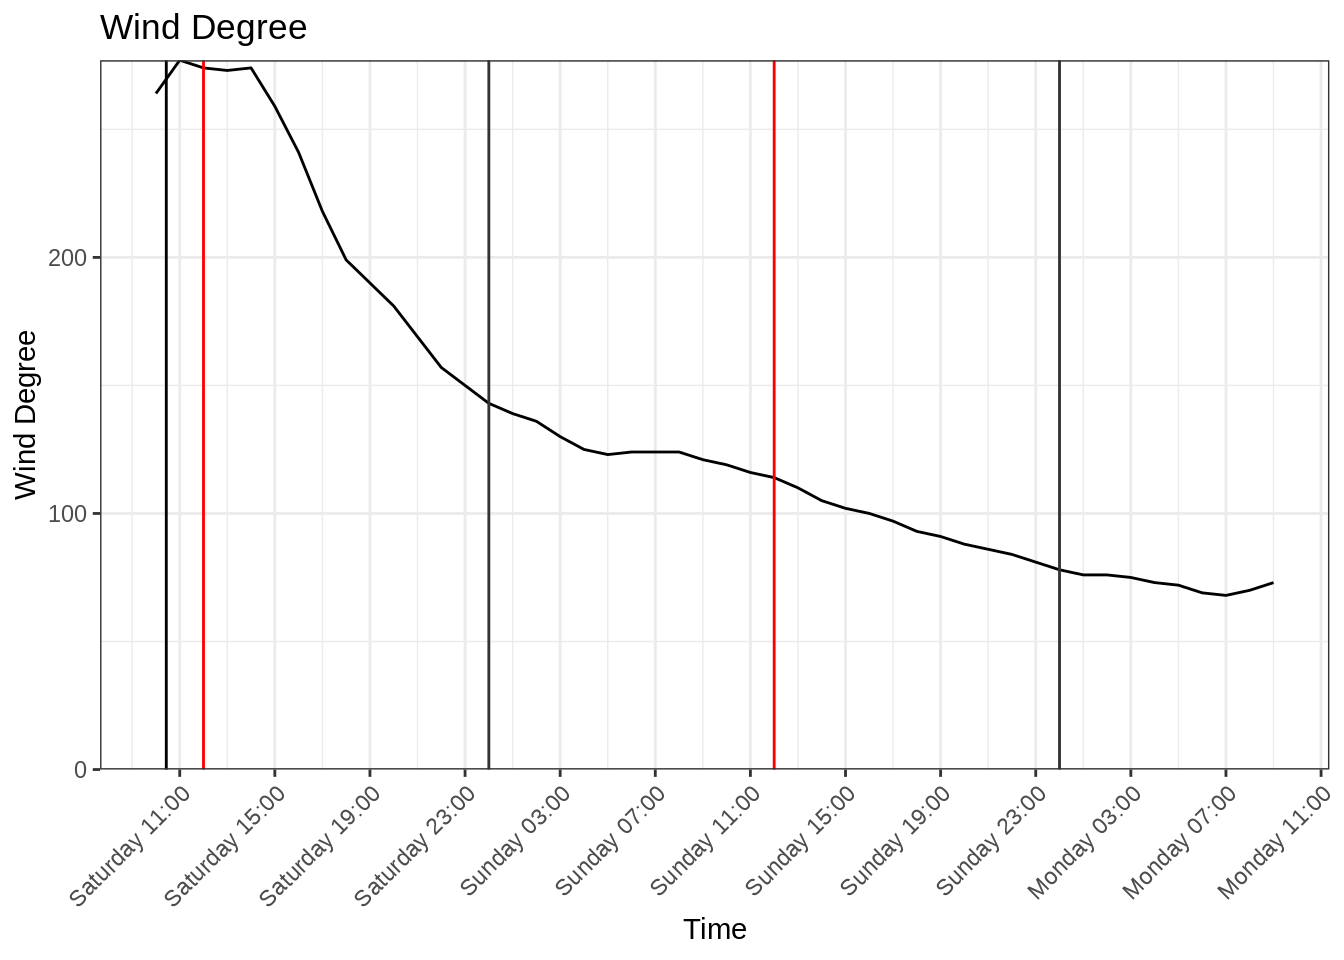 Wind Degree
Wind Degree
200
100
0
Saturday 11:00
Saturday 15:00
Saturday 19:00
Saturday 23:00
Sunday 03:00
Sunday 07:00
Sunday 11:00
Sunday 15:00
Sunday 19:00
Sunday 23:00
Monday 03:00
Monday 07:00
Monday 11:00
Time